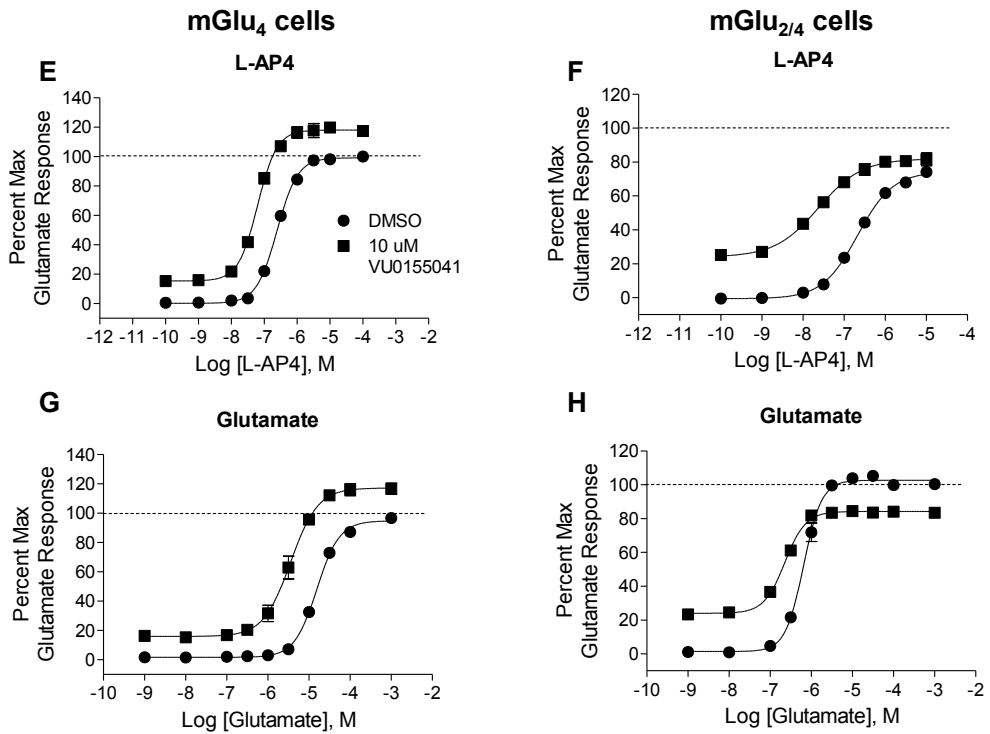 mGlu4 cells
mGlu2/4 cells
E
L-AP4
140
120
100
80
60
40
20
0
Percent Max
Glutamate Response
DMSO
10 uM
VU0155041
-12 -11 -10 -9 -8 -7 -6 -5 -4 -3 -2
Log [L-AP4], M
F
L-AP4
120
100
80
60
40
20
0
Percent Max
Glutamate Response
-12 -11 -10 -9 -8 -7 -6 -5 -4
Log [L-AP4], M
G
Glutamate
140
120
100
80
60
40
20
0
Percent Max
Glutamate Response
-10 -9 -8 -7 -6 -5 -4 -3 -2
Log [Glutamate], M
H
Glutamate
120
100
80
60
40
20
0
Percent Max
Glutamate Response
-10 -9 -8 -7 -6 -5 -4 -3 -2
Log [Glutamate], M